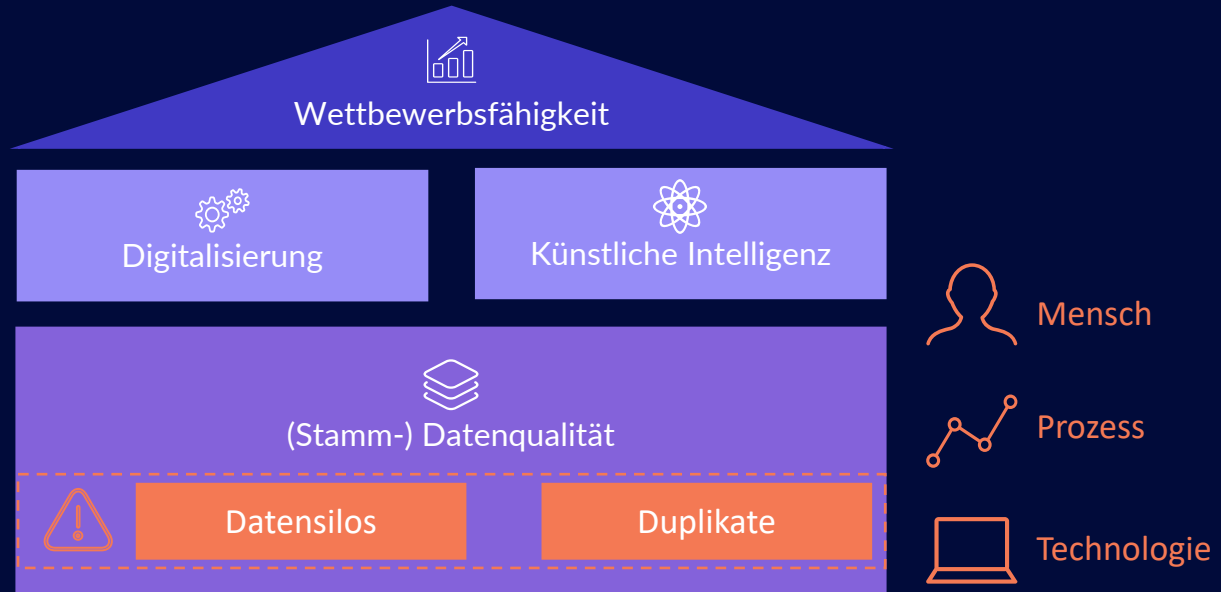 Wettbewerbsfähigkeit
Digitalisierung
Künstliche Intelligenz
(Stamm-) Datenqualität
Datensilos
Duplikate
Mensch
Prozess
Technologie